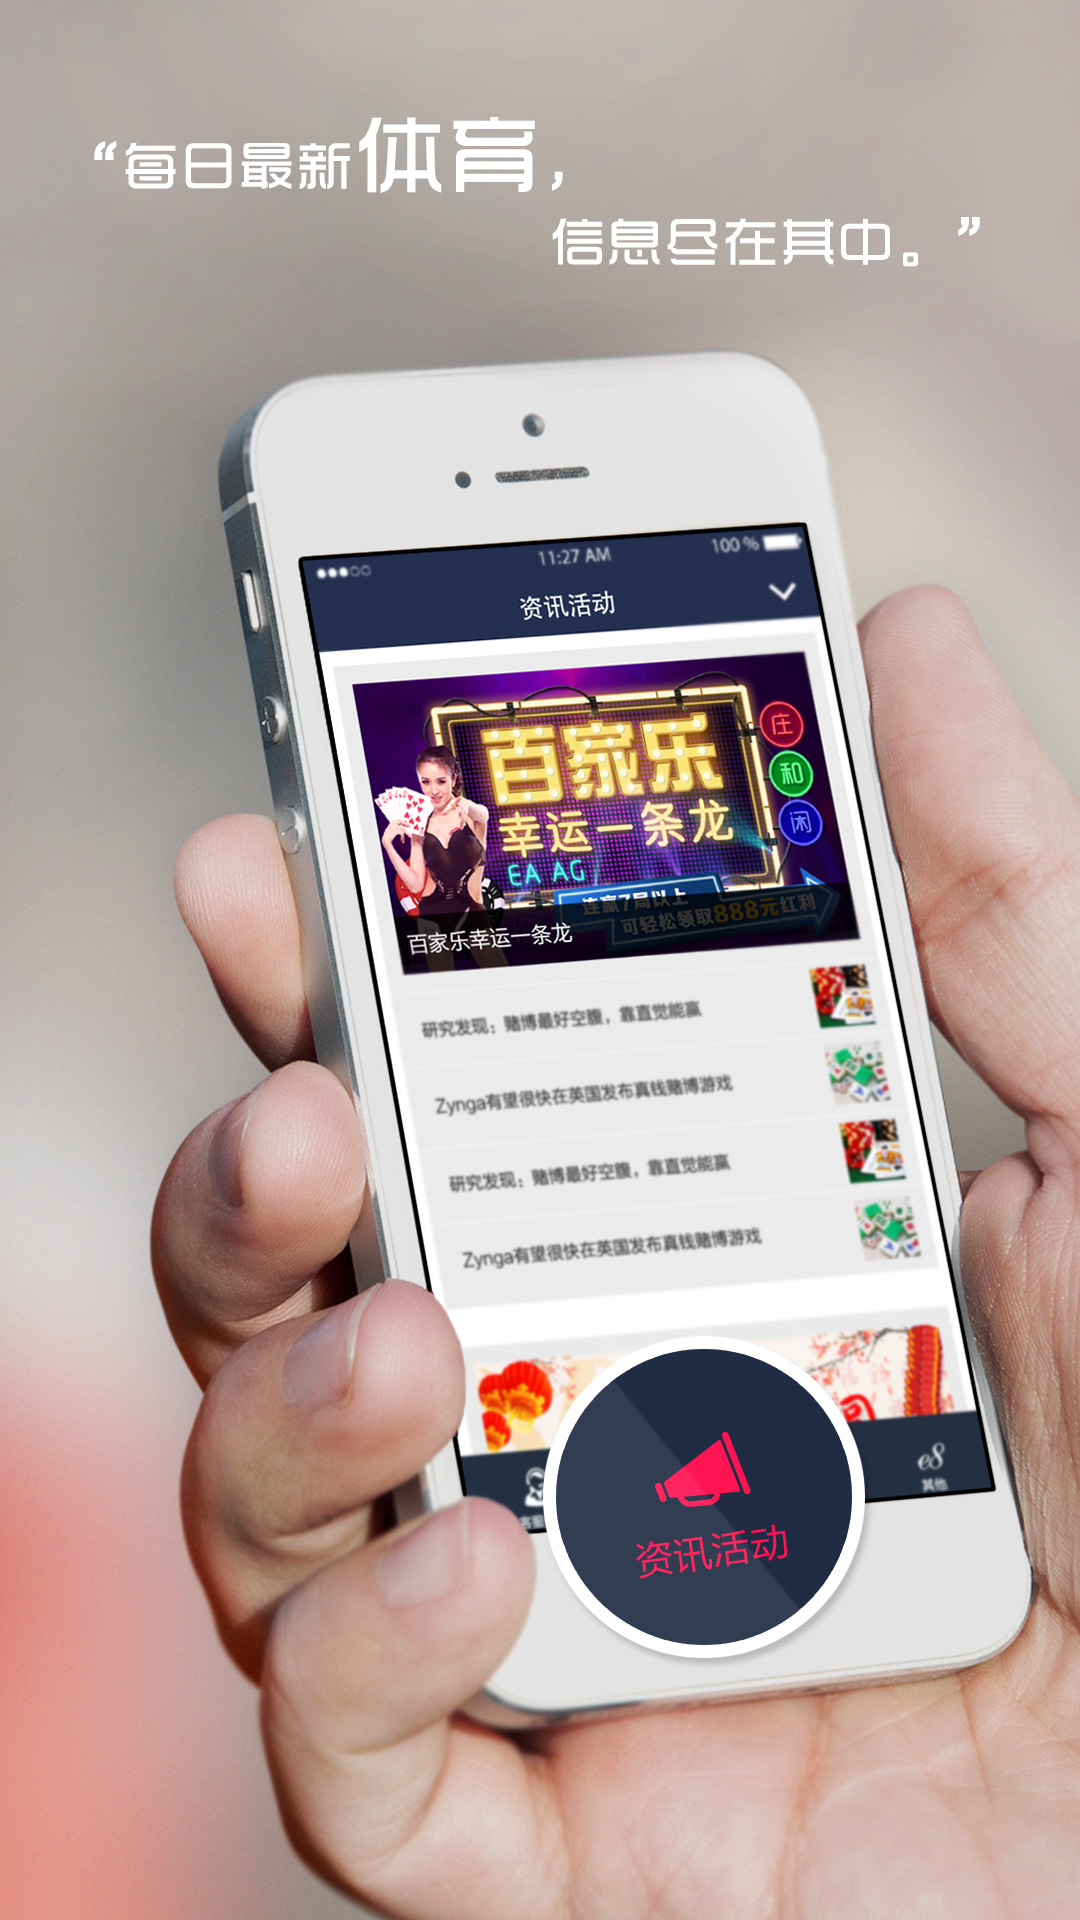 “每日最新体育，
信息尽在其中。”
11:27 AM
100 %
资讯活动
百家乐
幸运一条龙
EA AG
庄
和
闲
连赢7局以上
可轻松领取888元红利
百家乐幸运一条龙
研究发现：赌博最好空腹，靠直觉能赢
Zynga有望很快在英国发布真钱赌博游戏
研究发现：赌博最好空腹，靠直觉能赢
Zynga有望很快在英国发布真钱赌博游戏
资讯活动
e8
其他